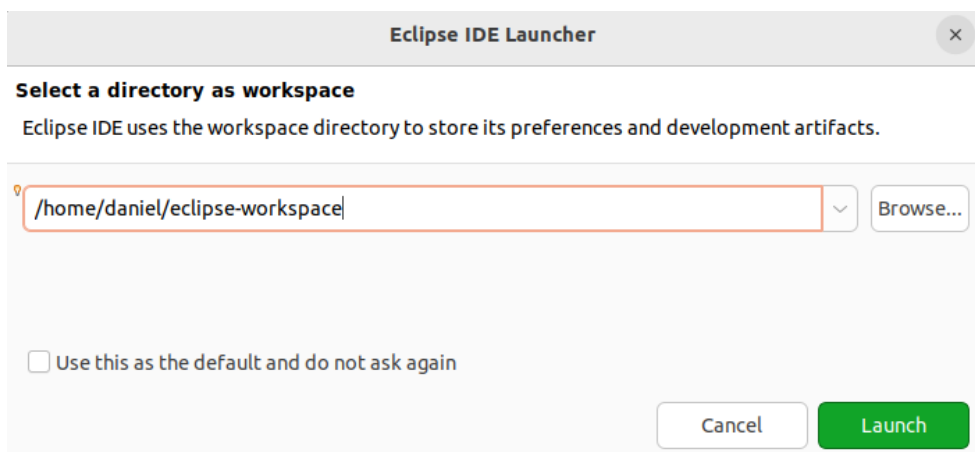 Eclipse IDE Launcher
Select a directory as workspace
Eclipse IDE uses the workspace directory to store its preferences and development artifacts.
/home/daniel/eclipse-workspace
Browse...
Use this as the default and do not ask again
Cancel
Launch